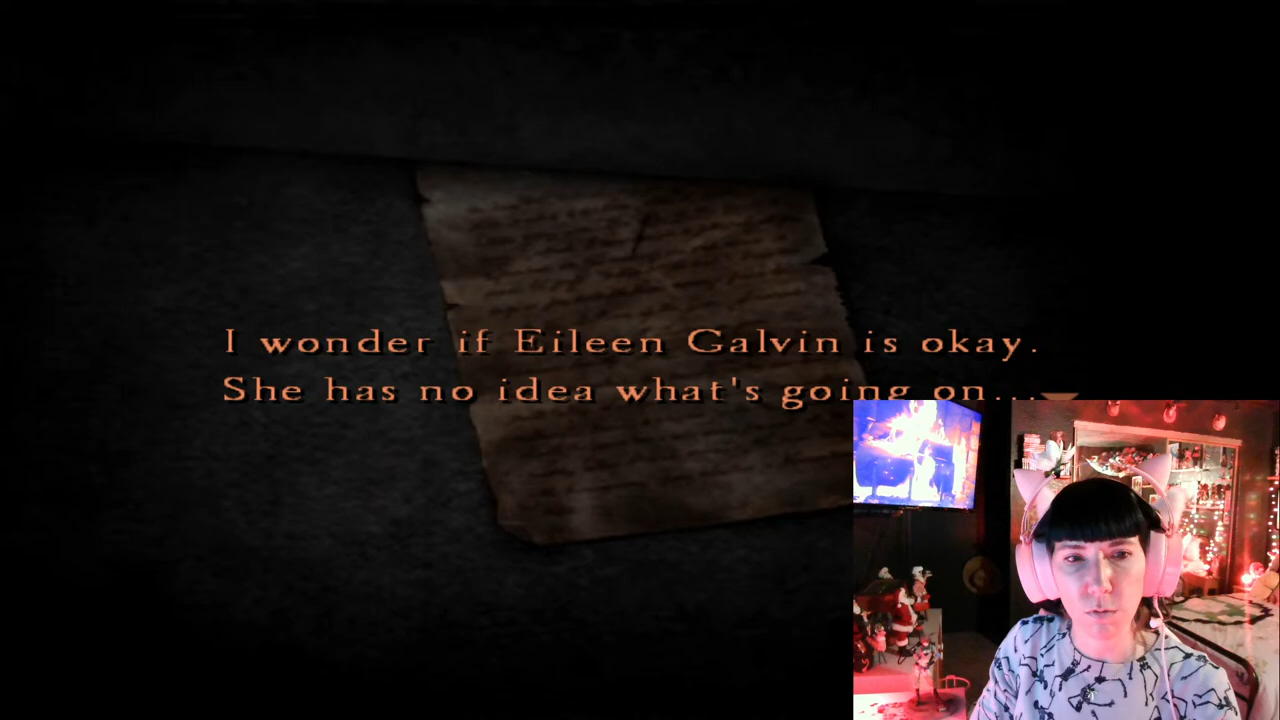 I wonder if Eileen Galvin is okay.
She has no idea what's going on...